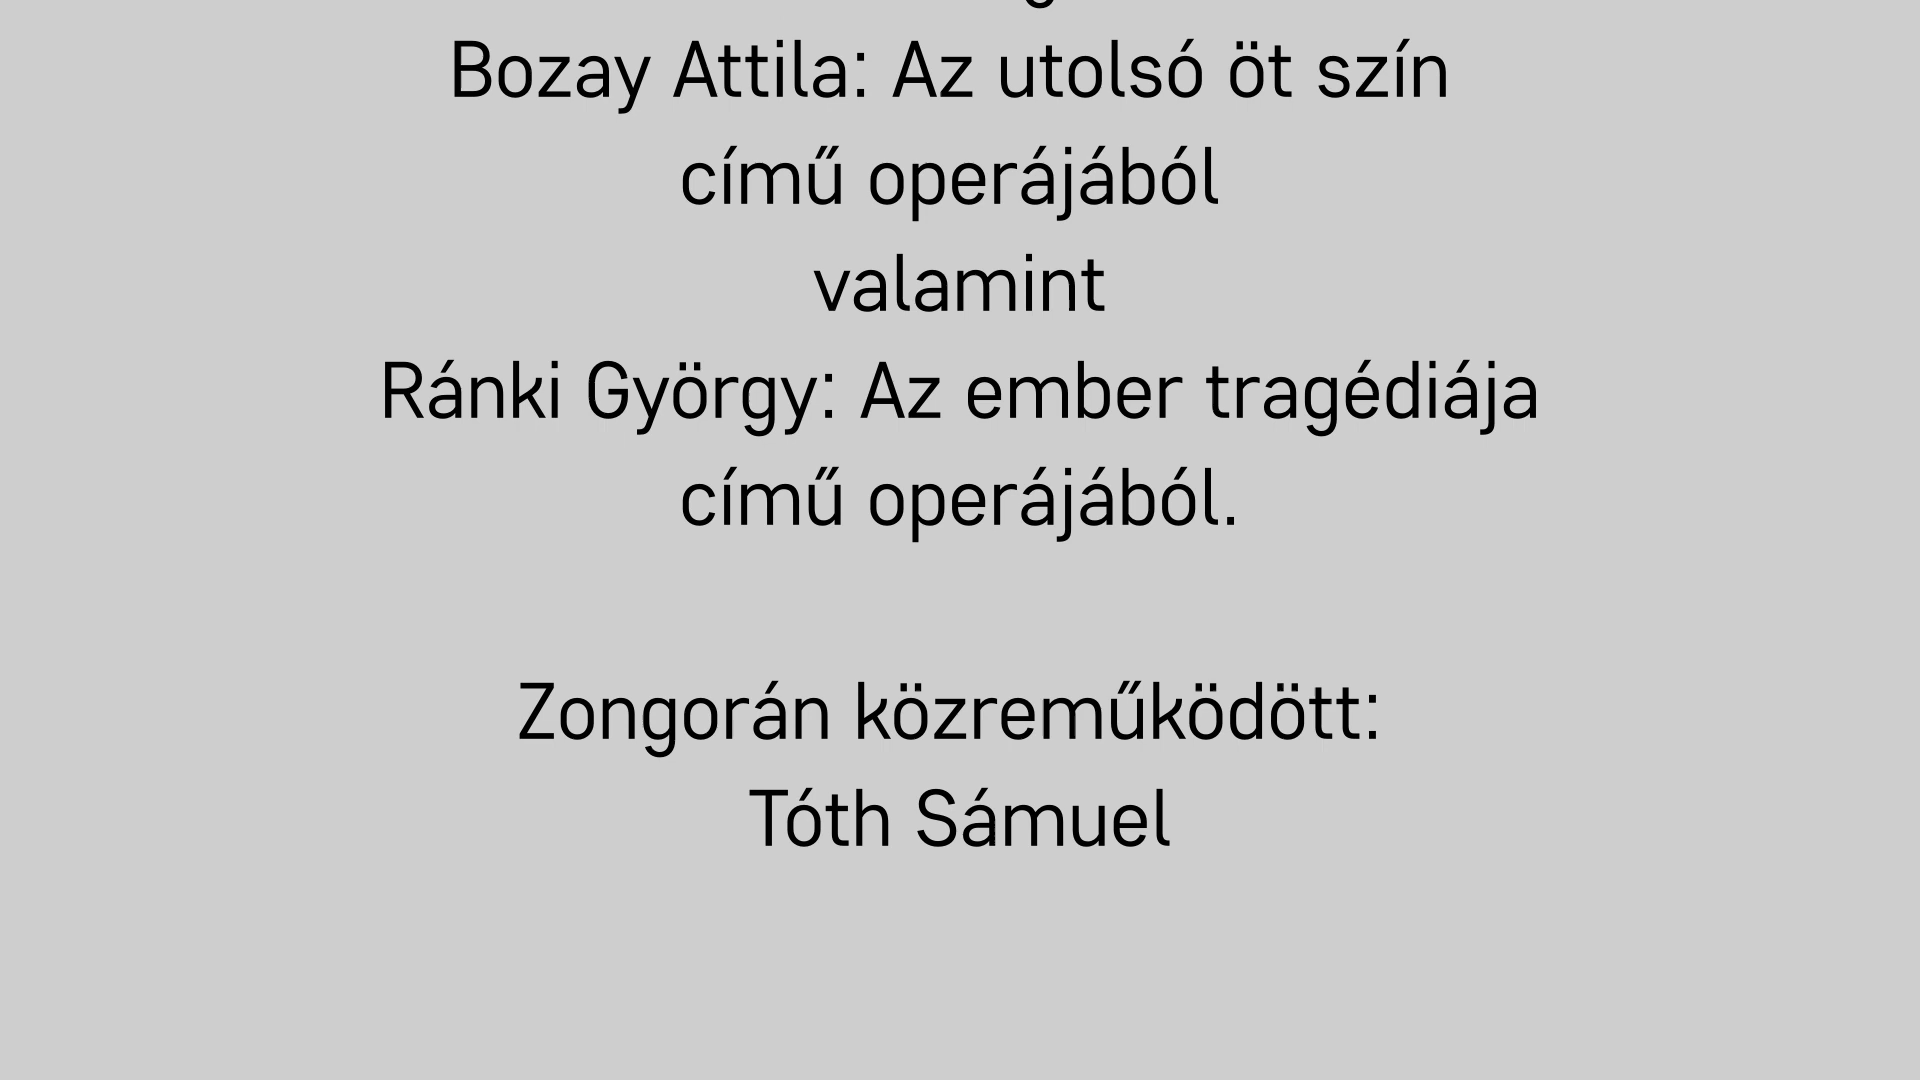 Bozay Attila: Az utolsó öt szín
című operájából
valamint
Ránki György: Az ember tragédiája
című operájából.
Zongorán közreműködött:
Tóth Sámuel